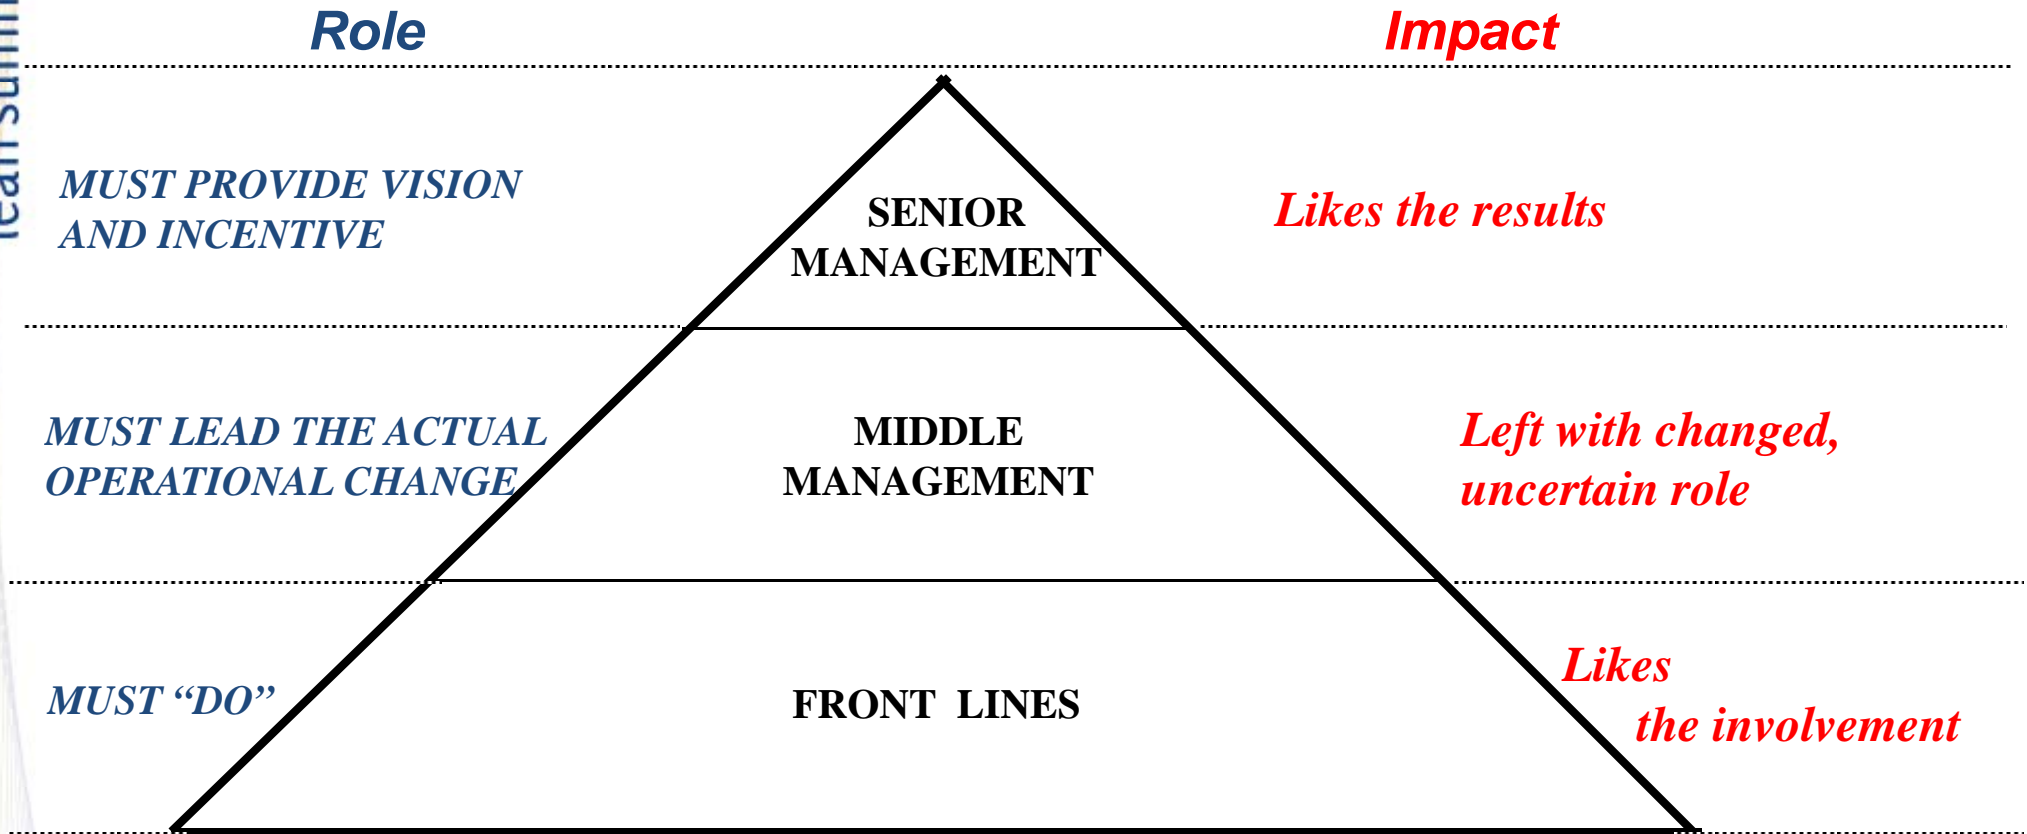 Role
Impact
MUST PROVIDE VISION
AND INCENTIVE
SENIOR
MANAGEMENT
Likes the results
MUST LEAD THE ACTUAL
OPERATIONAL CHANGE
MIDDLE
MANAGEMENT
Left with changed,
uncertain role
MUST “DO”
FRONT LINES
Likes
the involvement